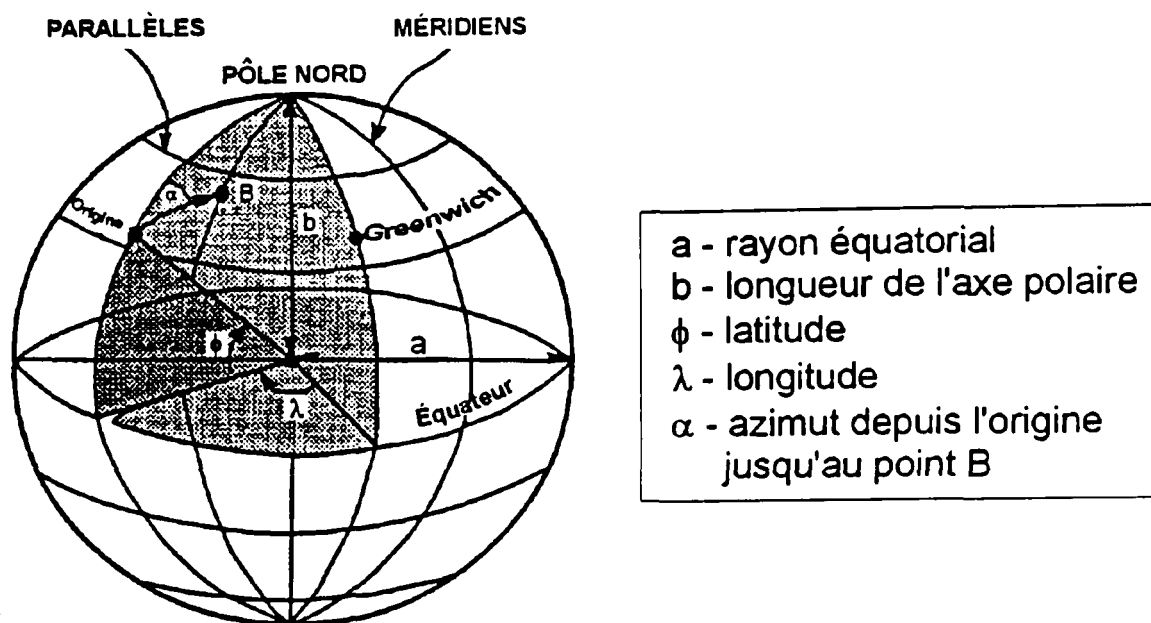 PARALLÈLES
MÉRIDIENS
PÔLE NORD
Origine
α
B
b
Greenwich
ϕ
a
λ
Équateur
a - rayon équatorial
b - longueur de l'axe polaire
ϕ - latitude
λ - longitude
α - azimut depuis l'origine
jusqu'au point B